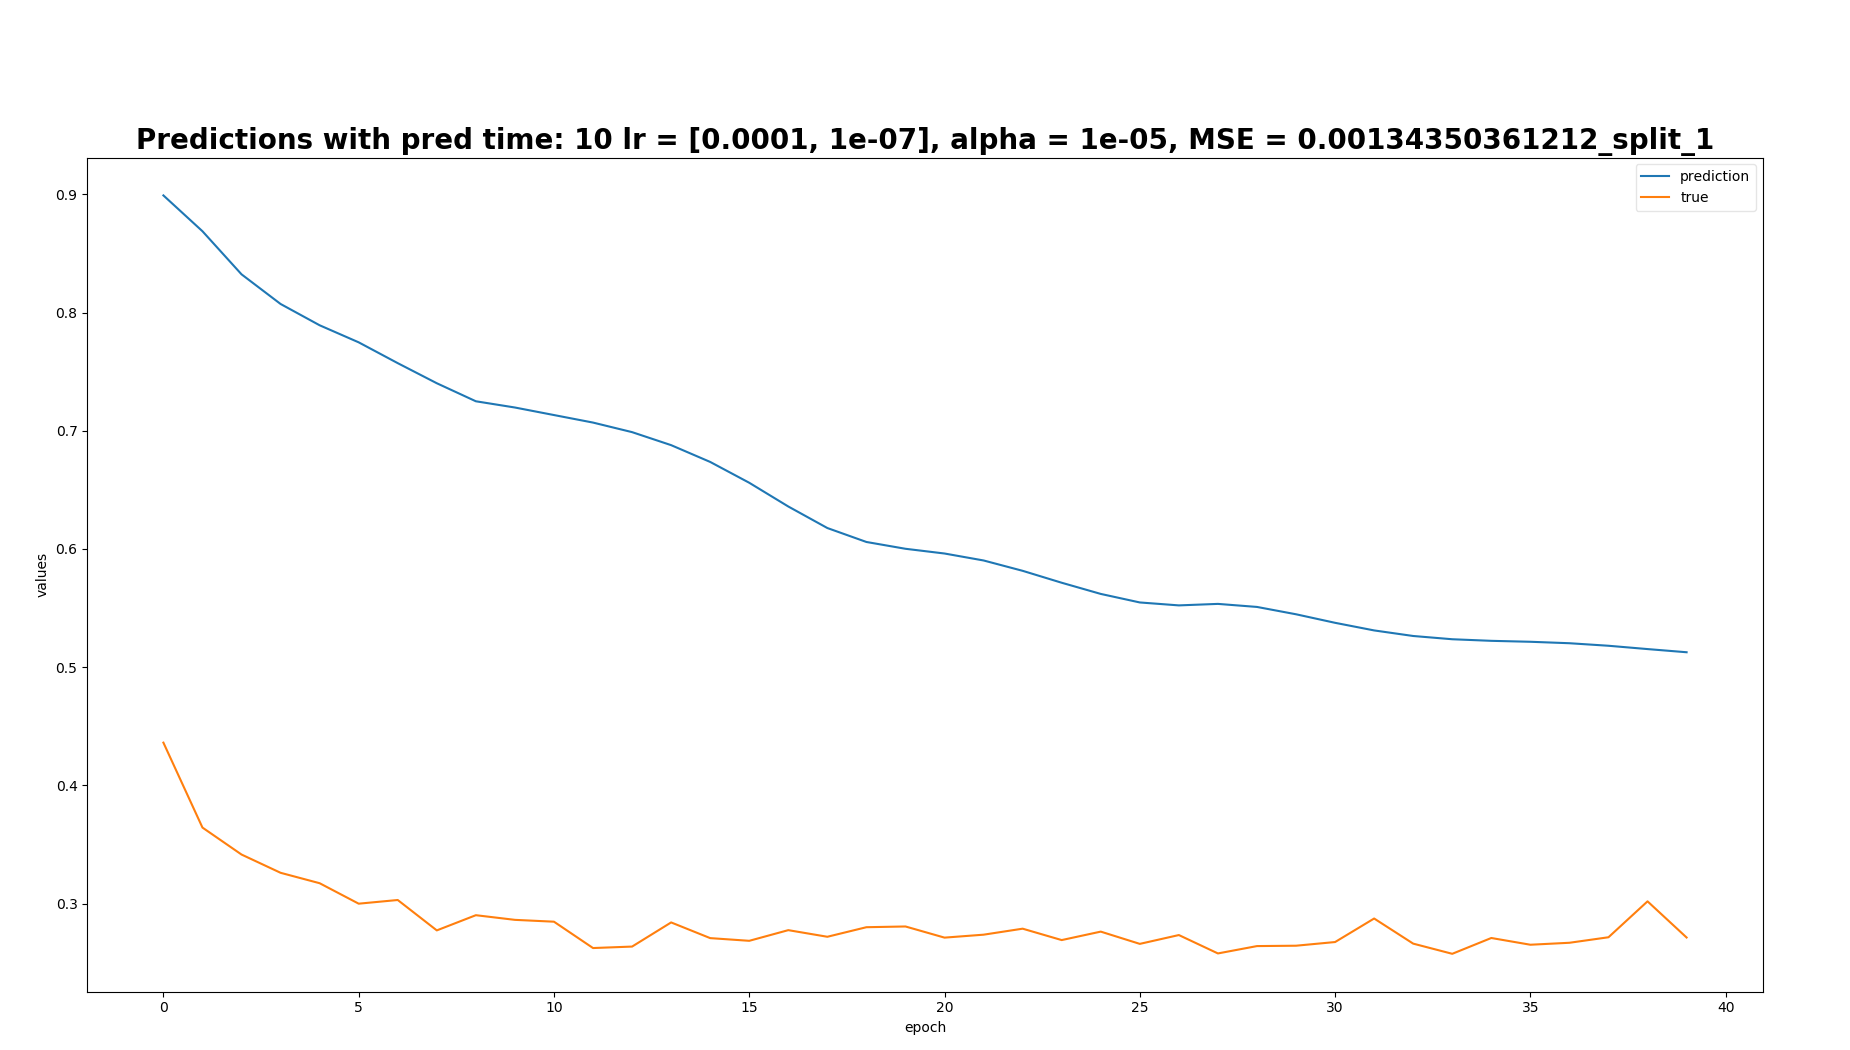 Predictions with pred time: 10 lr = [0.0001, 1e-07], alpha = 1e-05, MSE = 0.00134350361212_split_1
prediction
true
0.9
0.8
0.7
0.6
0.5
0.4
0.3
values
0 5 10 15 20 25 30 35 40
epoch